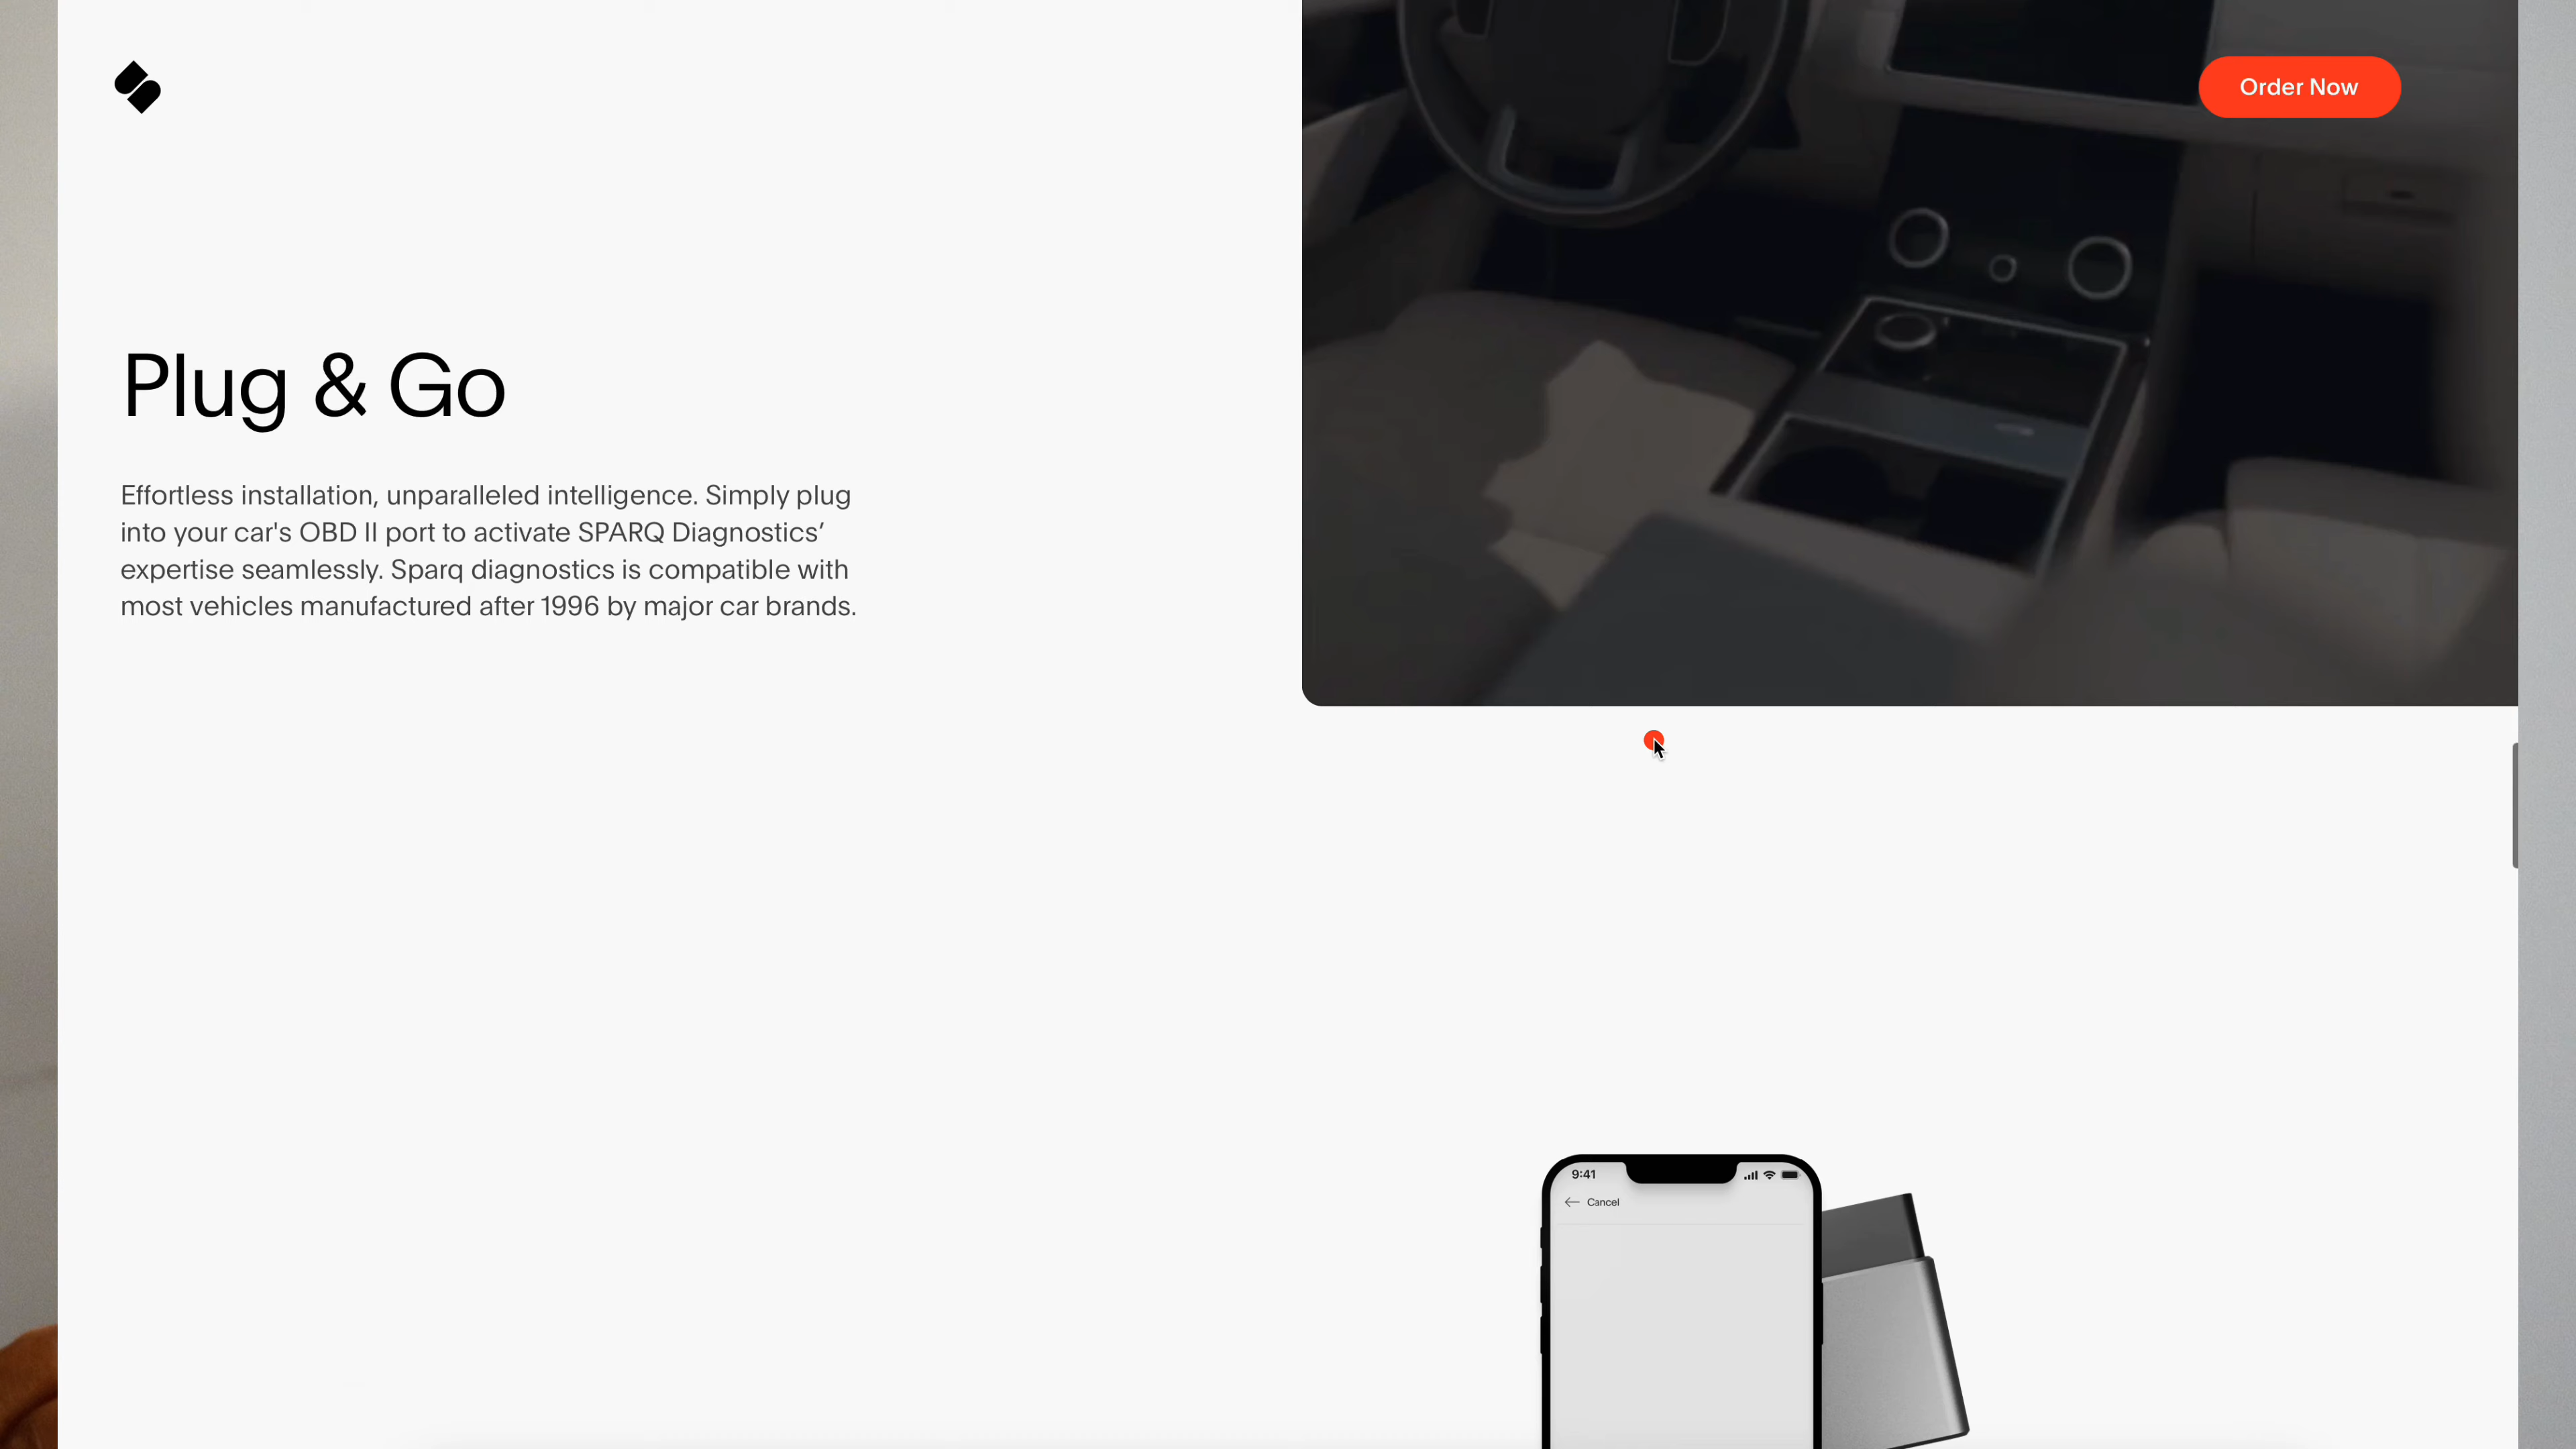 Order Now
Plug & Go
Effortless installation, unparalleled intelligence. Simply plug
into your car's OBD II port to activate SPARQ Diagnostics’
expertise seamlessly. Sparq diagnostics is compatible with
most vehicles manufactured after 1996 by major car brands.
9:41
Cancel